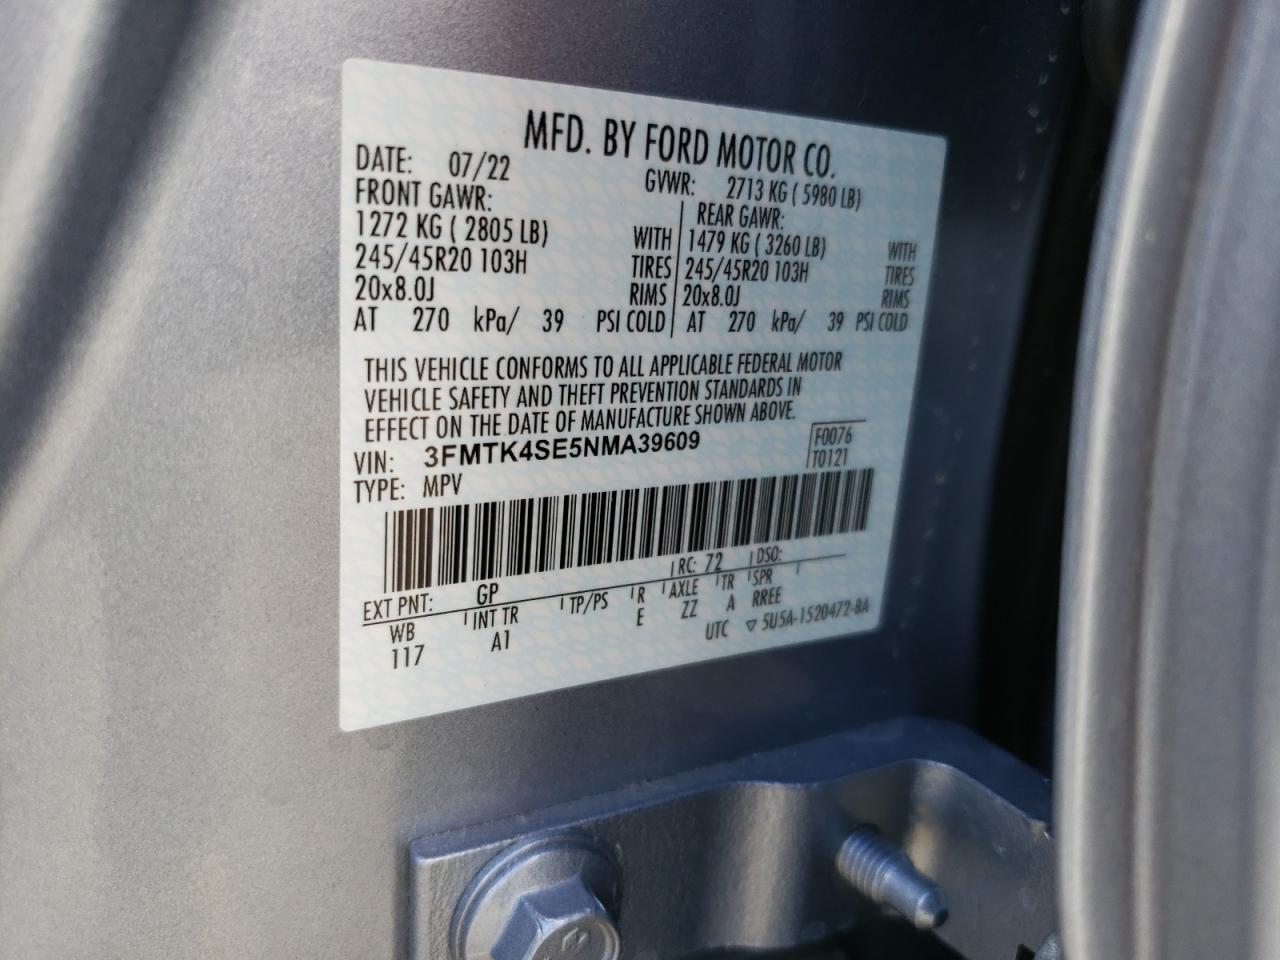 MFD. BY FORD MOTOR CO.
DATE: 07/22
GVWR: 2713 KG ( 5980 LB)
FRONT GAWR:
REAR GAWR:
1272 KG ( 2805 LB) WITH
1479 KG ( 3260 LB) WITH
245/45R20 103H TIRES
245/45R20 103H TIRES
20x8.0J RIMS
20x8.0J RIMS
AT 270 kPa/ 39 PSI COLD
AT 270 kPa/ 39 PSI COLD
THIS VEHICLE CONFORMS TO ALL APPLICABLE FEDERAL MOTOR
VEHICLE SAFETY AND THEFT PREVENTION STANDARDS IN
EFFECT ON THE DATE OF MANUFACTURE SHOWN ABOVE.
VIN: 3FMTK4SE5NMA39609
F0076
T0121
TYPE: MPV
EXT PNT: GP RC: 72 DSO:
WB INT TR TP/PS R AXLE TR SPR
117 A1 E ZZ A RREE
UTC ▽ 5U5A-1520472-BA